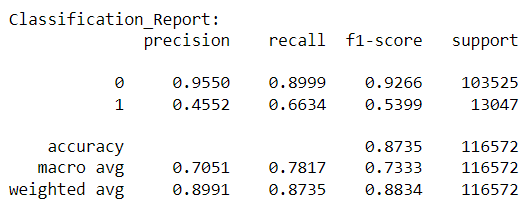 Classification_Report:
precision recall f1-score support
0 0.9550 0.8999 0.9266 103525
1 0.4552 0.6634 0.5399 13047
accuracy 0.8735 116572
macro avg 0.7051 0.7817 0.7333 116572
weighted avg 0.8991 0.8735 0.8834 116572